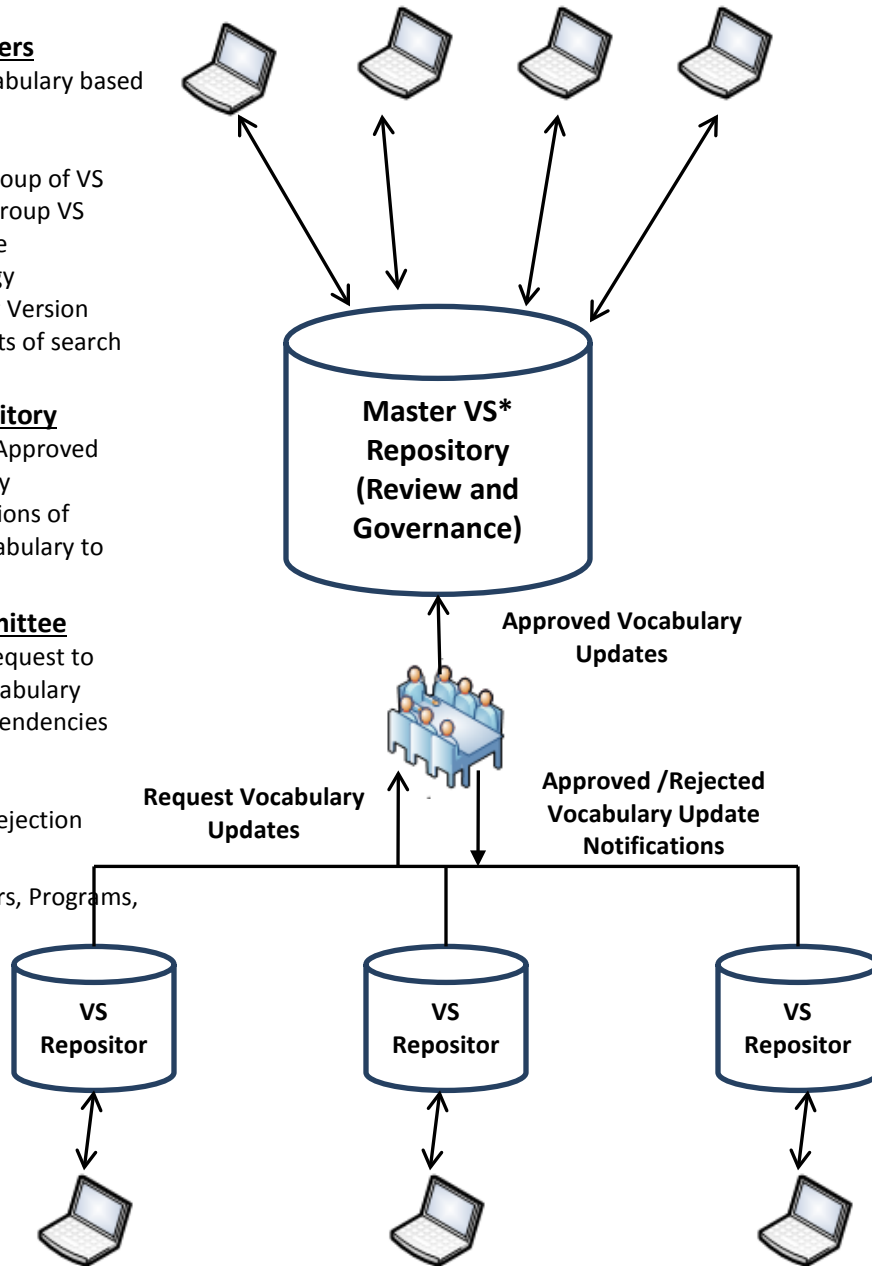 ers
abulary based
roup of VS
roup VS
e
gy
Version
ts of search
Master VS*
Repository
(Review and
Governance)
itory
Approved
y
ions of
abulary to
Approved Vocabulary
Updates
mittee
equest to
abulary
endencies
Request Vocabulary
Updates
Approved /Rejected
Vocabulary Update
Notifications
ejection
rs, Programs,
VS
Repositor
VS
Repositor
VS
Repositor